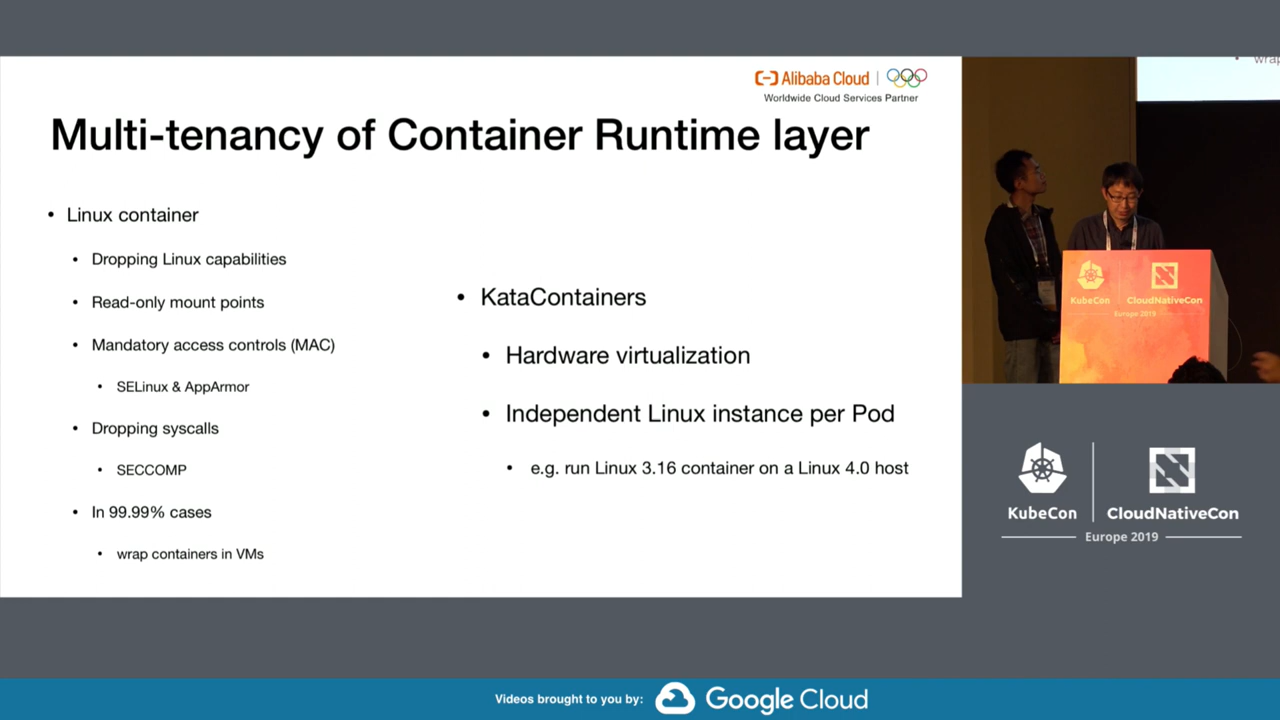 Alibaba Cloud
Worldwide Cloud Services Partner
Multi-tenancy of Container Runtime layer
• Linux container
• Dropping Linux capabilities
• Read-only mount points
• Mandatory access controls (MAC)
• SELinux & AppArmor
• Dropping syscalls
• SECCOMP
• In 99.99% cases
• wrap containers in VMs
• KataContainers
• Hardware virtualization
• Independent Linux instance per Pod
• e.g. run Linux 3.16 container on a Linux 4.0 host
KubeCon
CloudNativeCon
Europe 2019
KubeCon
CloudNativeCon
Europe 2019
Videos brought to you by:
Google Cloud